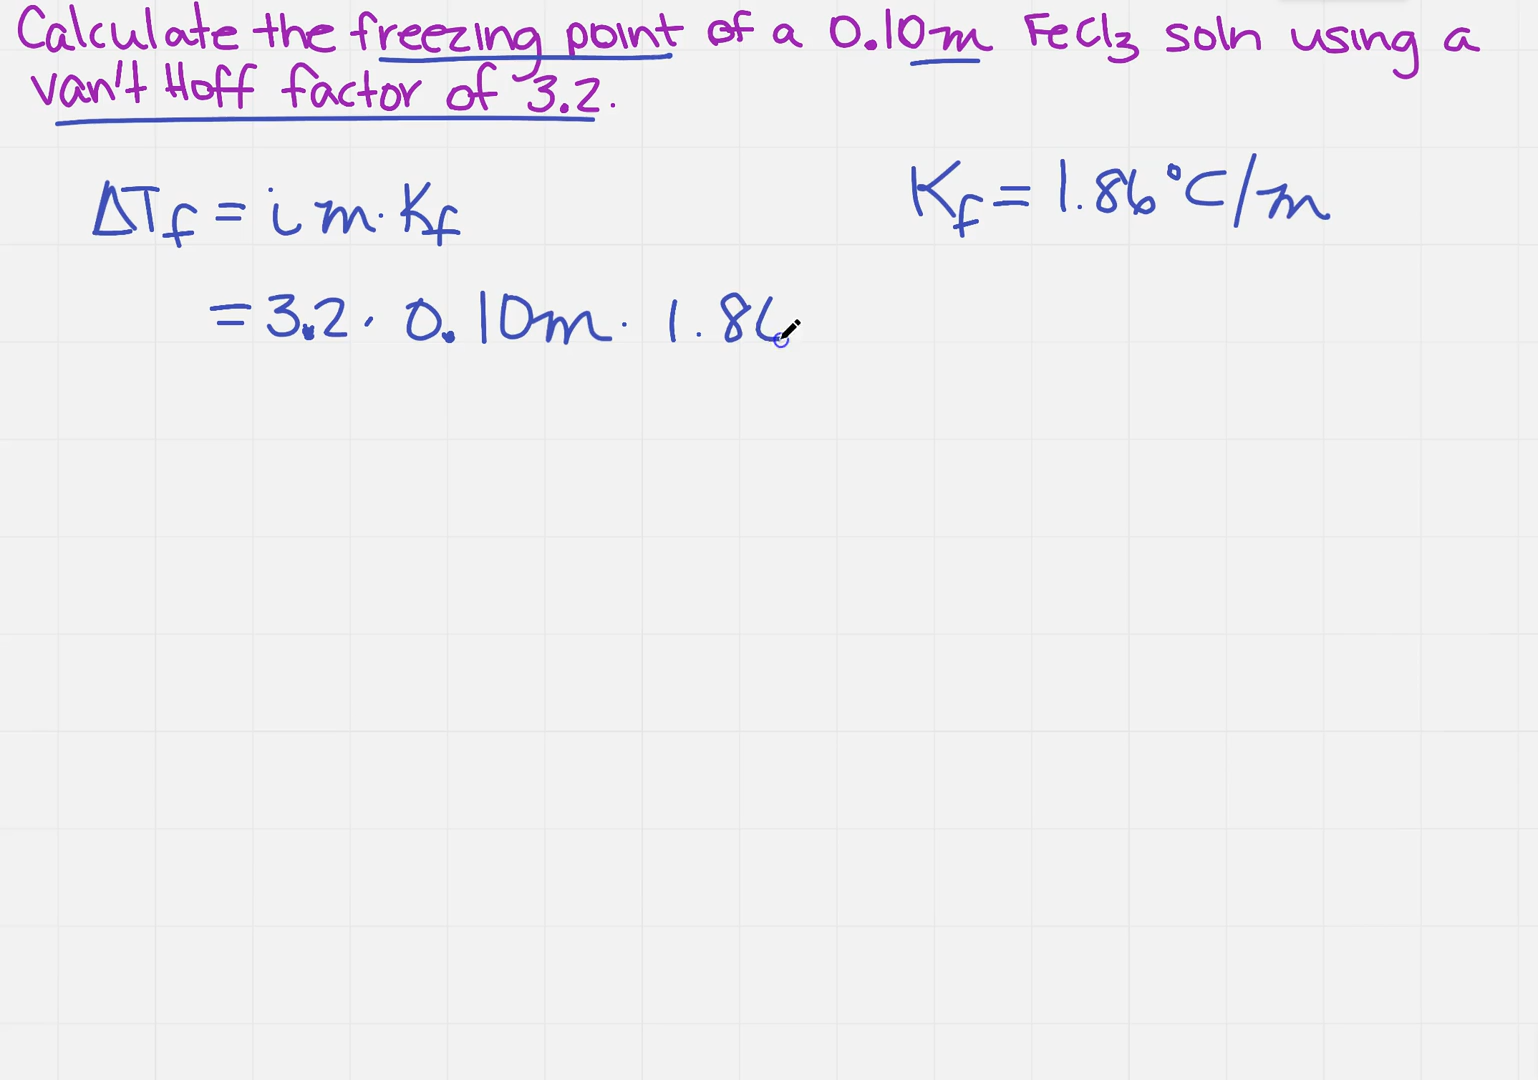 Calculate the freezing point of a 0.10m FeCl₃ soln using a
van't Hoff factor of 3.2.
ΔTf = i m · Kf
Kf = 1.86°C/m
= 3.2 · 0.10m · 1.86